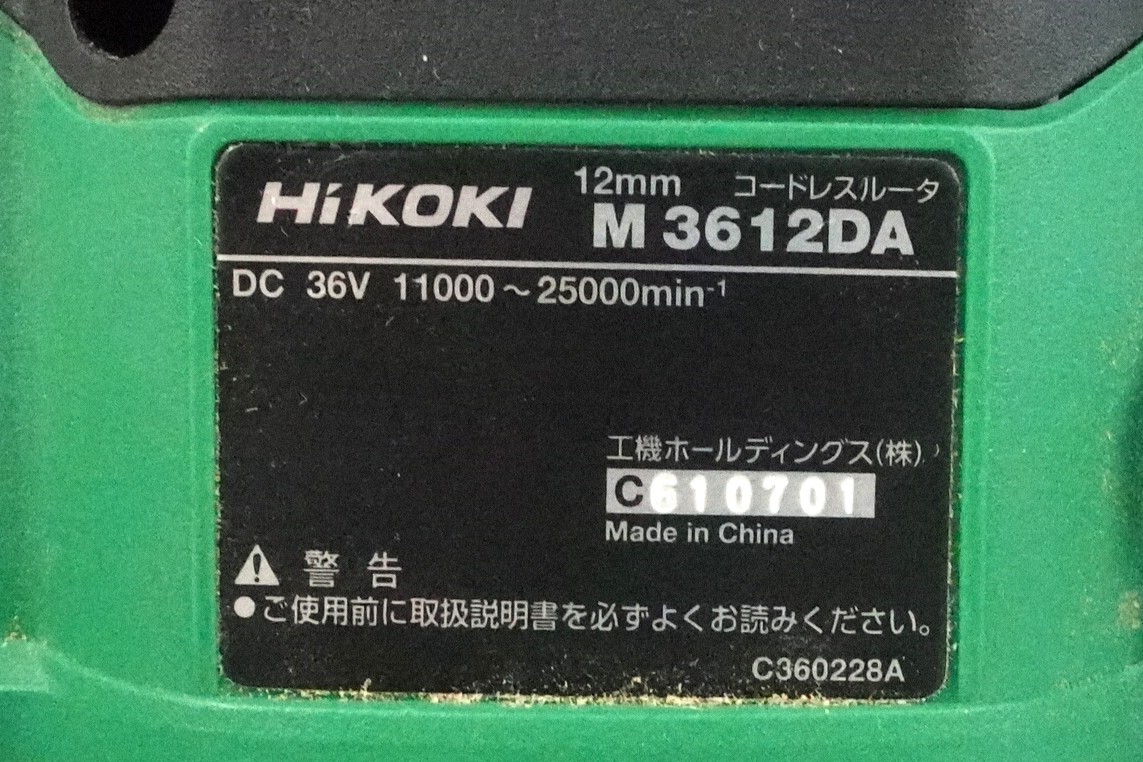 HiKOKI 12mm コードレスルータ
M 3612DA
DC 36V 11000～25000min-1
工機ホールディングス(株)
C610701
Made in China
警告
●ご使用前に取扱説明書を必ずよくお読みください。
C360228A